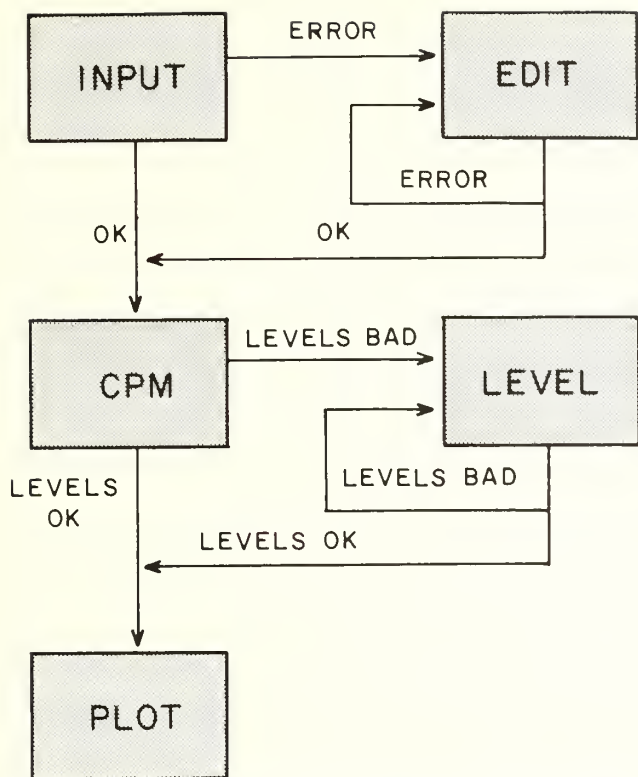 INPUT
ERROR
EDIT
ERROR
OK
OK
CPM
LEVELS BAD
LEVEL
LEVELS
OK
LEVELS BAD
LEVELS OK
PLOT